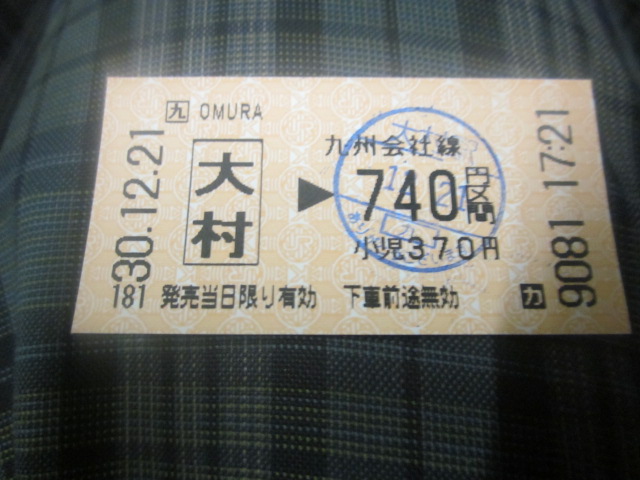 九 OMURA
30.12.21
大村
九州会社線
▶740円区間
小児370円
181 発売当日限り有効 下車前途無効 力
9081 17:21